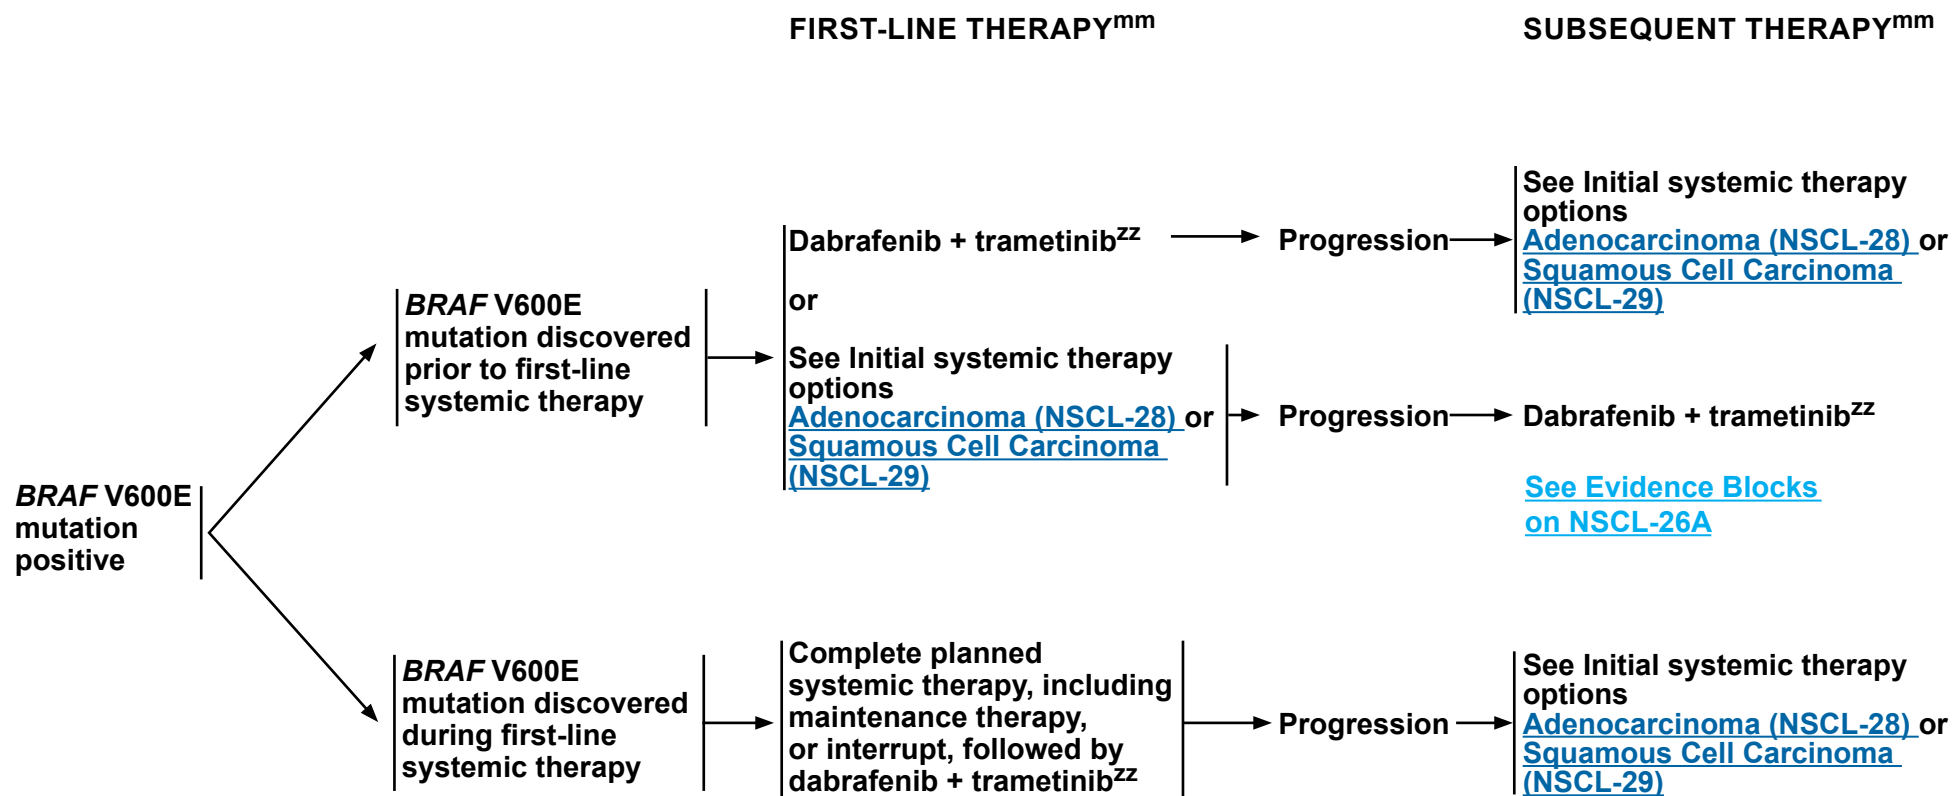 FIRST-LINE THERAPYmm
SUBSEQUENT THERAPYmm
BRAF V600E
mutation
positive
BRAF V600E
mutation discovered
prior to first-line
systemic therapy
Dabrafenib + trametinibzz
or
See Initial systemic therapy
options
Adenocarcinoma (NSCL-28) or
Squamous Cell Carcinoma
(NSCL-29)
Progression
See Initial systemic therapy
options
Adenocarcinoma (NSCL-28) or
Squamous Cell Carcinoma
(NSCL-29)
Progression
Dabrafenib + trametinibzz
See Evidence Blocks
on NSCL-26A
BRAF V600E
mutation discovered
during first-line
systemic therapy
Complete planned
systemic therapy, including
maintenance therapy,
or interrupt, followed by
dabrafenib + trametinibzz
Progression
See Initial systemic therapy
options
Adenocarcinoma (NSCL-28) or
Squamous Cell Carcinoma
(NSCL-29)